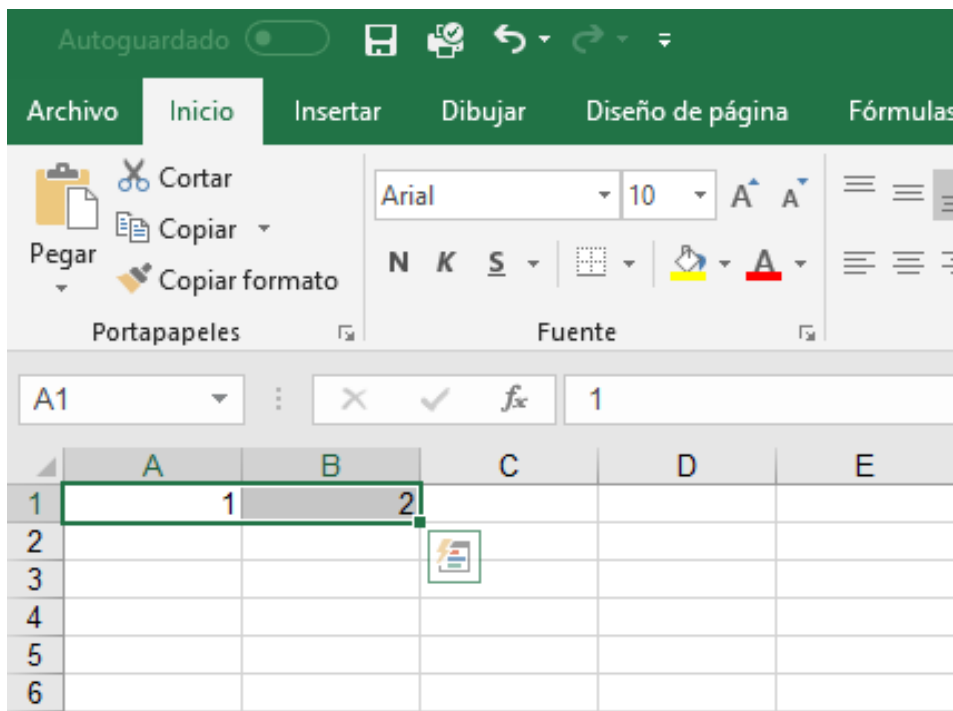 Autoguardado
Archivo Inicio Insertar Dibujar Diseño de página Fórmulas
Pegar
Cortar
Copiar
Copiar formato
Portapapeles
Arial 10 A A
N K S A
Fuente
A1 fx 1
A B C D E
1 1 2
2
3
4
5
6